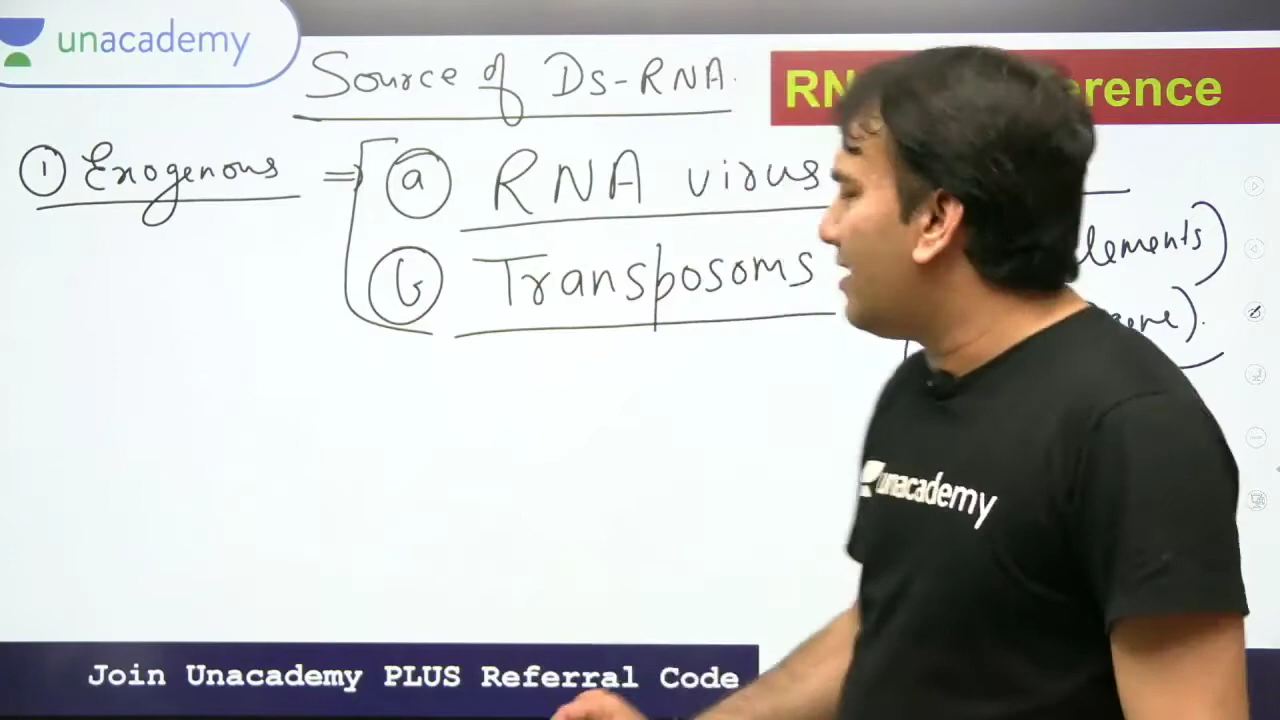 unacademy
Source of Ds-RNA.
RN erence
1 Exogenous ⇒ a RNA virus
lements)
b Transposoms
gene).
unacademy
Join Unacademy PLUS Referral Code